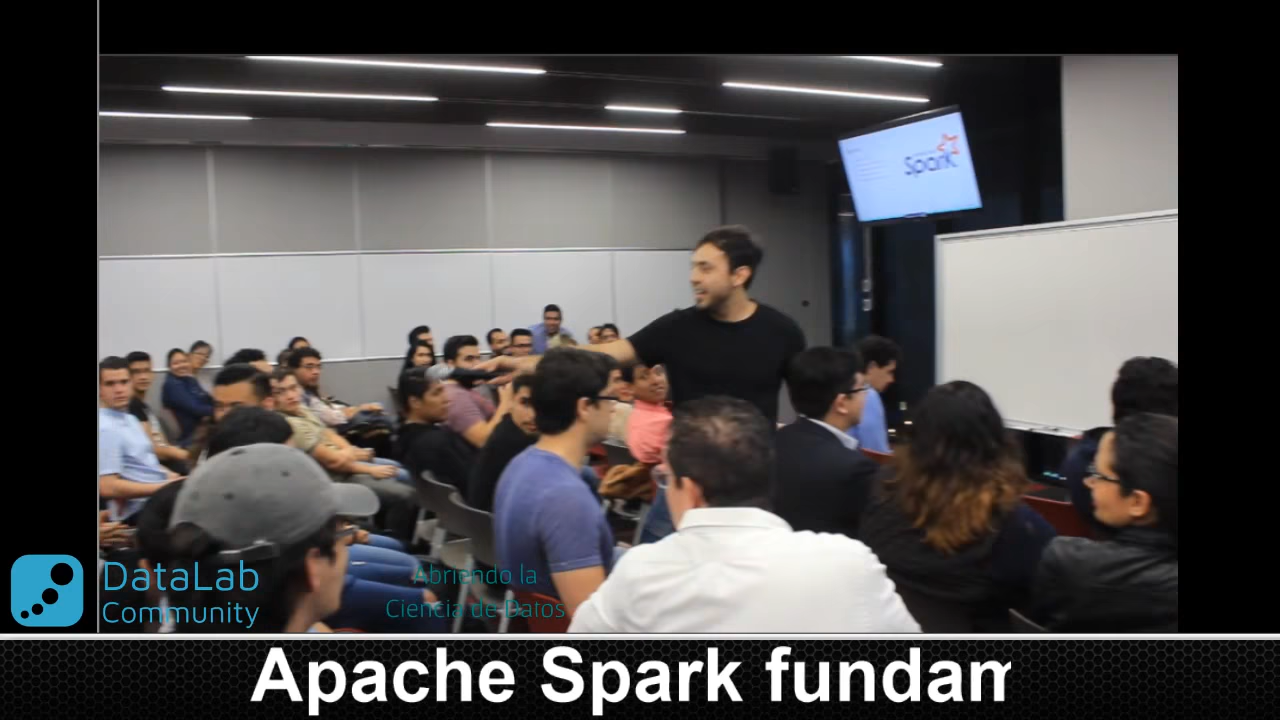 Spark
DataLab
Community
Abriendo la
Ciencia de Datos
Apache Spark fundam